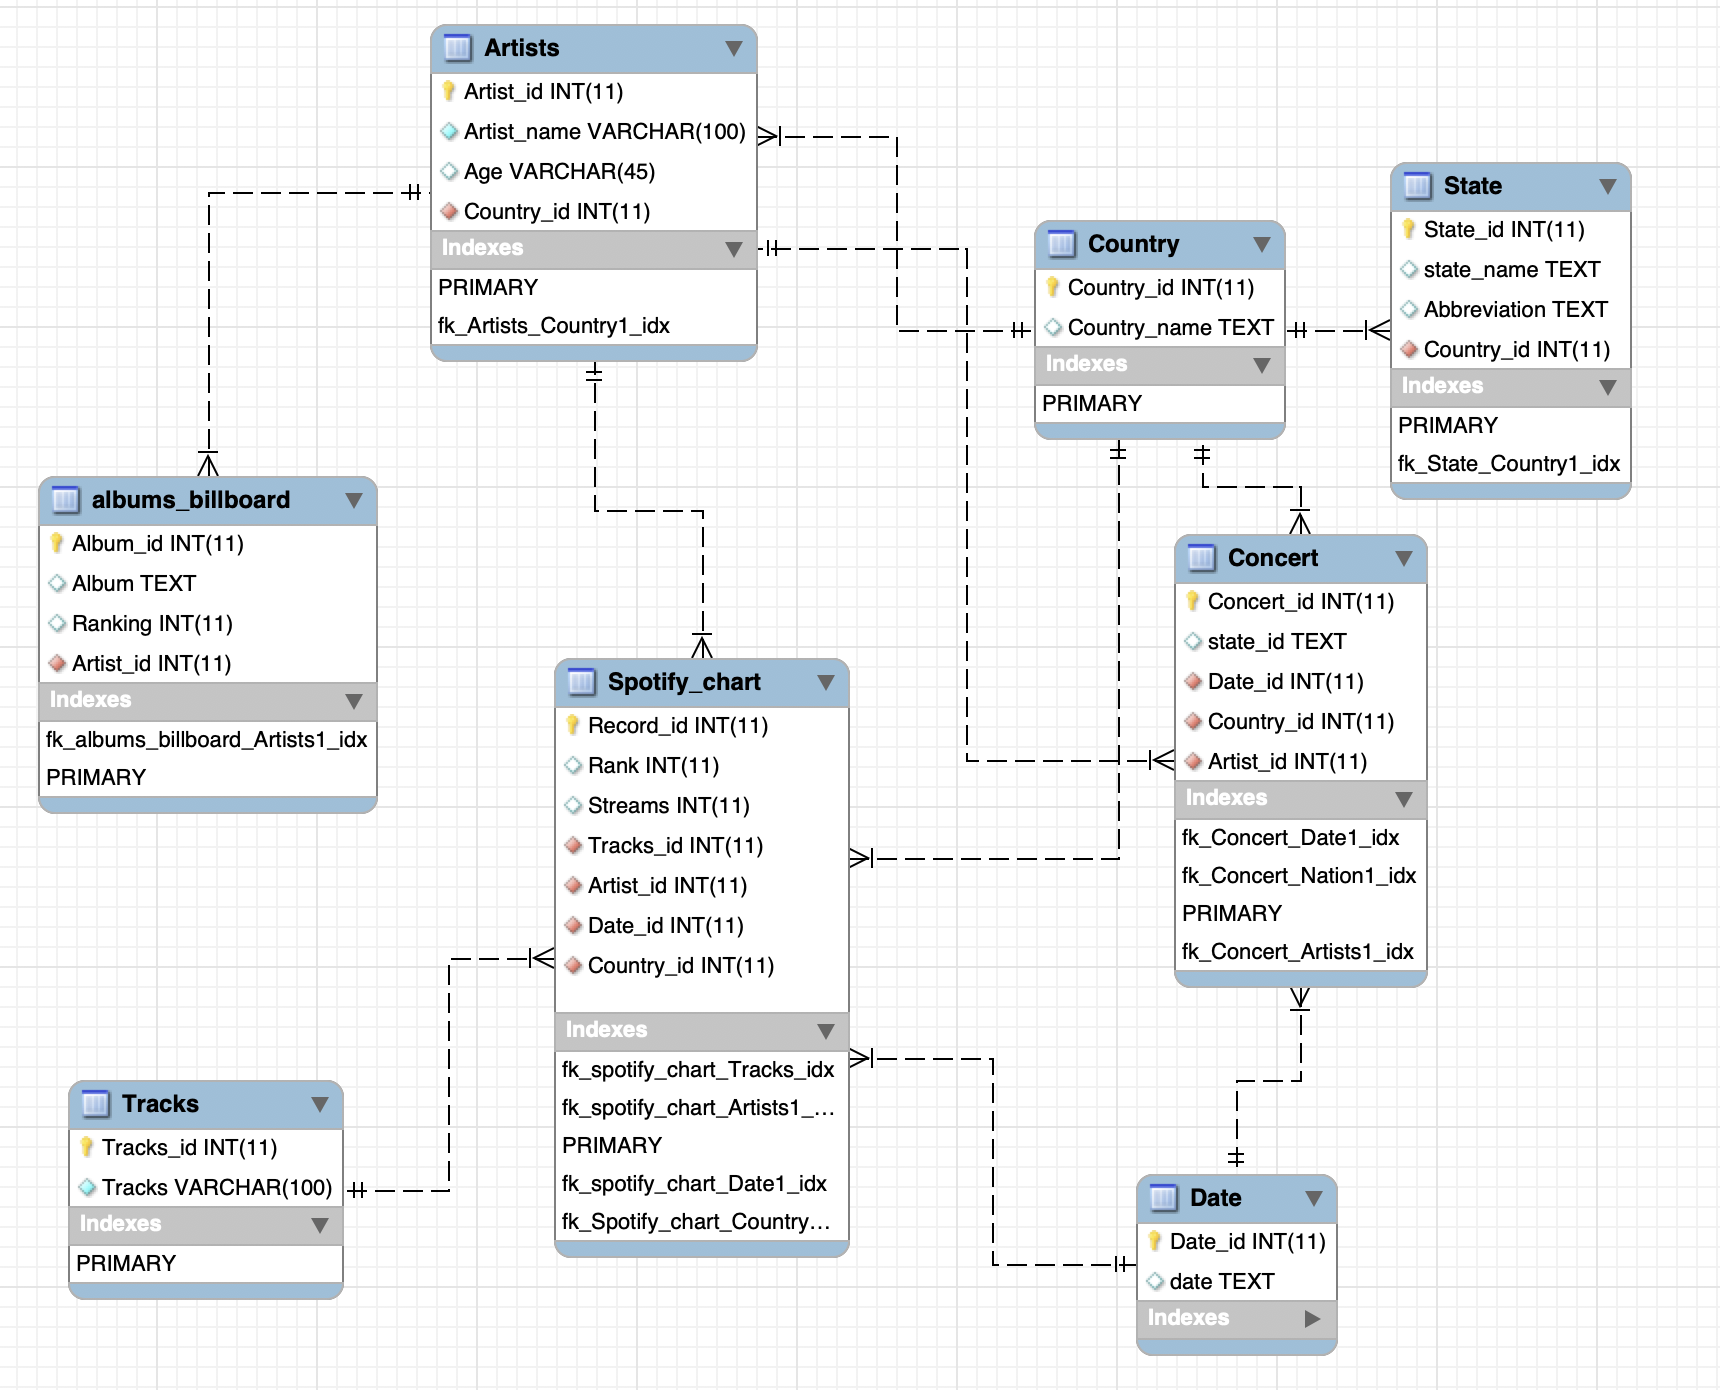 Artists
Artist_id INT(11)
Artist_name VARCHAR(100)
Age VARCHAR(45)
Country_id INT(11)
Indexes
PRIMARY
fk_Artists_Country1_idx
State
State_id INT(11)
state_name TEXT
Abbreviation TEXT
Country_id INT(11)
Indexes
PRIMARY
fk_State_Country1_idx
Country
Country_id INT(11)
Country_name TEXT
Indexes
PRIMARY
albums_billboard
Album_id INT(11)
Album TEXT
Ranking INT(11)
Artist_id INT(11)
Indexes
fk_albums_billboard_Artists1_idx
PRIMARY
Concert
Concert_id INT(11)
state_id TEXT
Date_id INT(11)
Country_id INT(11)
Artist_id INT(11)
Indexes
fk_Concert_Date1_idx
fk_Concert_Nation1_idx
PRIMARY
fk_Concert_Artists1_idx
Spotify_chart
Record_id INT(11)
Rank INT(11)
Streams INT(11)
Tracks_id INT(11)
Artist_id INT(11)
Date_id INT(11)
Country_id INT(11)
Indexes
fk_spotify_chart_Tracks_idx
fk_spotify_chart_Artists1_...
PRIMARY
fk_spotify_chart_Date1_idx
fk_Spotify_chart_Country...
Tracks
Tracks_id INT(11)
Tracks VARCHAR(100)
Indexes
PRIMARY
Date
Date_id INT(11)
date TEXT
Indexes